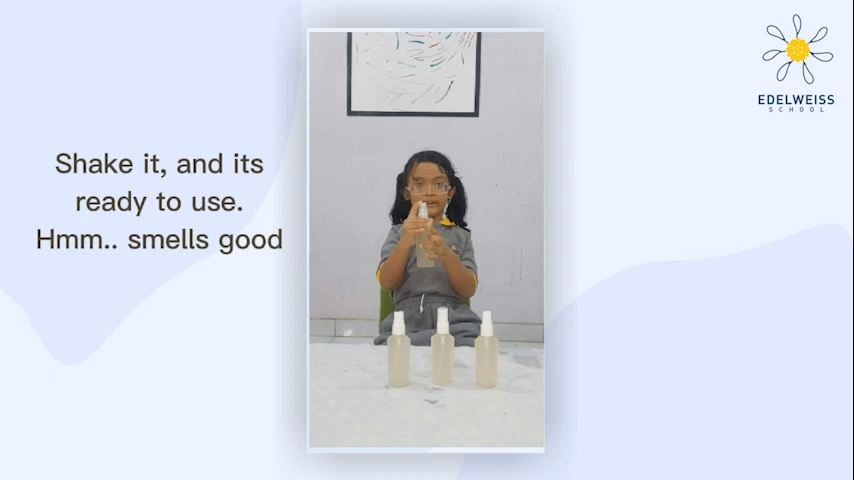 Shake it, and its
ready to use.
Hmm.. smells good
EDELWEISS
SCHOOL